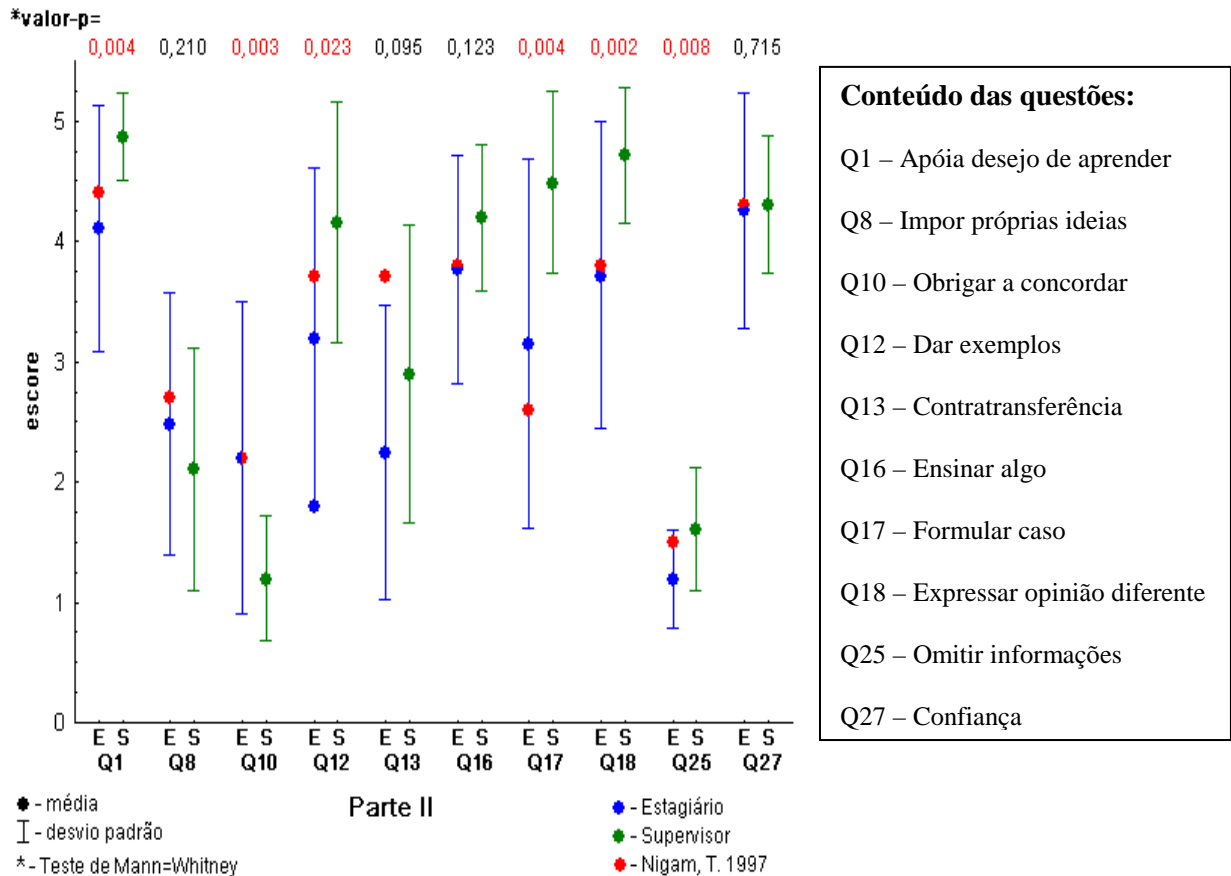 *valor-p=
0,004 0,210 0,003 0,023 0,095 0,123 0,004 0,002 0,008 0,715
escore
5
4
3
2
1
0
E S E S E S E S E S E S E S E S E S E S
Q1 Q8 Q10 Q12 Q13 Q16 Q17 Q18 Q25 Q27
Parte II
- média
- desvio padrão
*- Teste de Mann=Whitney
- Estagiário
- Supervisor
- Nigam, T. 1997
Conteúdo das questões:
Q1 – Apóia desejo de aprender
Q8 – Impor próprias ideias
Q10 – Obrigar a concordar
Q12 – Dar exemplos
Q13 – Contratransferência
Q16 – Ensinar algo
Q17 – Formular caso
Q18 – Expressar opinião diferente
Q25 – Omitir informações
Q27 – Confiança